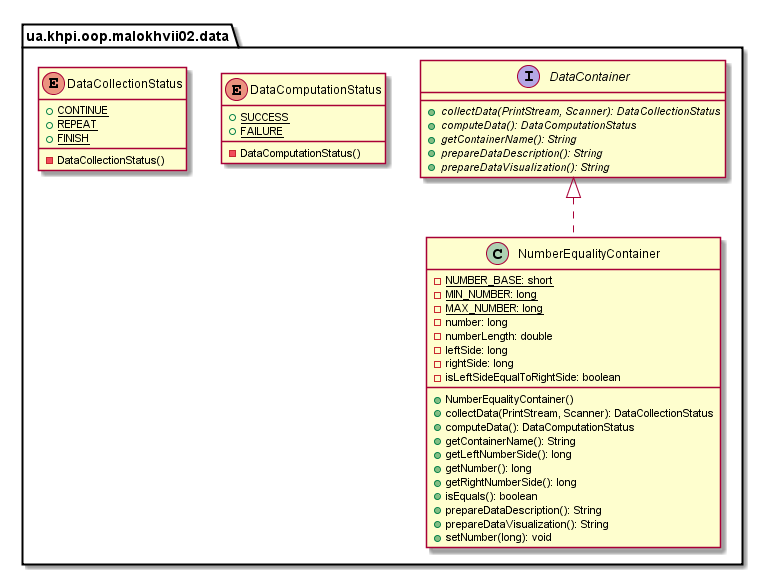 ua.khpi.oop.malokhvii02.data
E DataCollectionStatus
CONTINUE
REPEAT
FINISH
DataCollectionStatus()
E DataComputationStatus
SUCCESS
FAILURE
DataComputationStatus()
I DataContainer
collectData(PrintStream, Scanner): DataCollectionStatus
computeData(): DataComputationStatus
getContainerName(): String
prepareDataDescription(): String
prepareDataVisualization(): String
C NumberEqualityContainer
NUMBER_BASE: short
MIN_NUMBER: long
MAX_NUMBER: long
number: long
numberLength: double
leftSide: long
rightSide: long
isLeftSideEqualToRightSide: boolean
NumberEqualityContainer()
collectData(PrintStream, Scanner): DataCollectionStatus
computeData(): DataComputationStatus
getContainerName(): String
getLeftNumberSide(): long
getNumber(): long
getRightNumberSide(): long
isEquals(): boolean
prepareDataDescription(): String
prepareDataVisualization(): String
setNumber(long): void